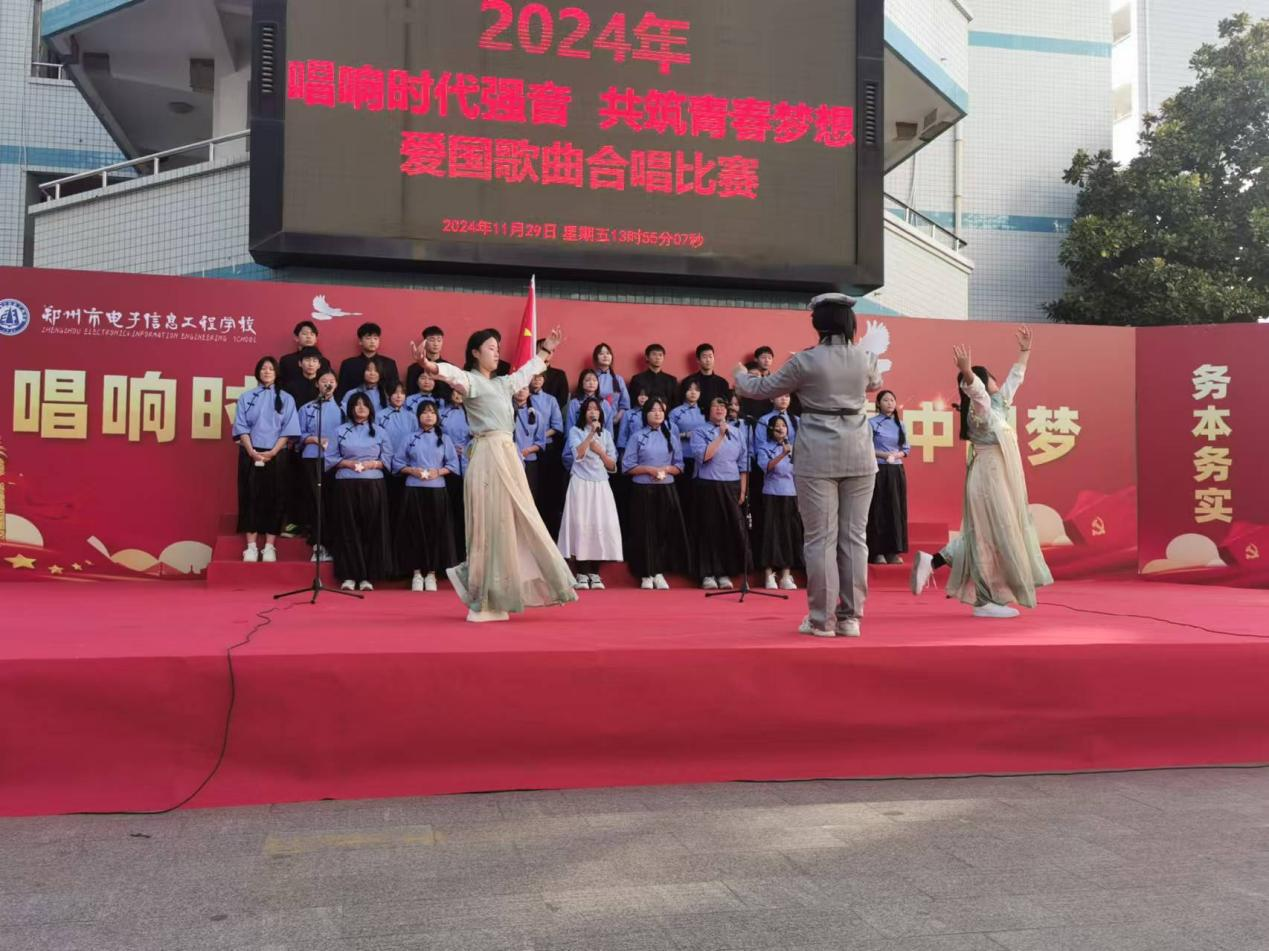 2024年
唱响时代强音 共筑青春梦想
爱国歌曲合唱比赛
2024年11月29日 星期五13时55分07秒
郑州市电子信息工程学校
ZHENGZHOU ELECTRONICS INFORMATION ENGINEERING SCHOOL
唱响时
中
梦
务本务实